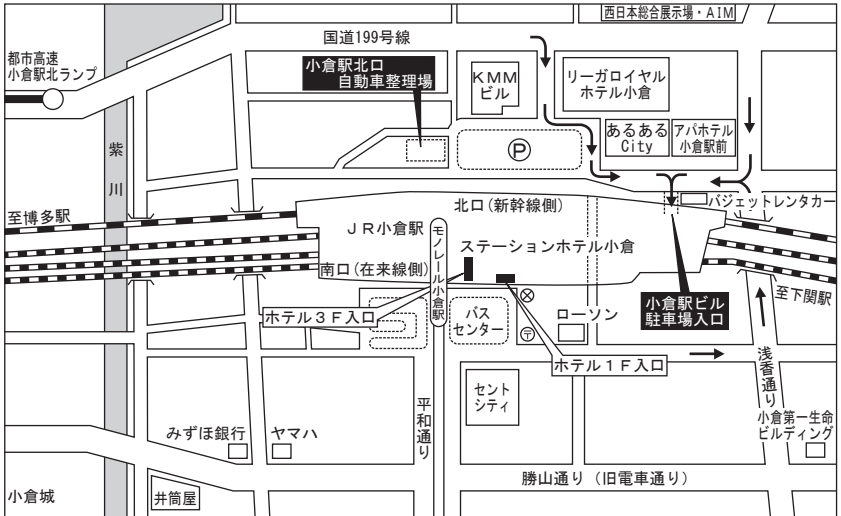 西日本総合展示場・AIM
国道199号線
都市高速
小倉駅北ランプ
小倉駅北口
自動車整理場
KMM
ビル
リーガロイヤル
ホテル小倉
あるある
City
アパホテル
小倉駅前
P
紫川
バジェットレンタカー
北口(新幹線側)
至博多駅
JR小倉駅
モノレール小倉駅
ステーションホテル小倉
南口(在来線側)
至下関駅
小倉駅ビル
駐車場入口
ホテル3F入口
バス
センター
ローソン
〒
ホテル1F入口
浅香通り
セント
シティ
平和通り
小倉第一生命
ビルディング
みずほ銀行
ヤマハ
勝山通り(旧電車通り)
小倉城
井筒屋